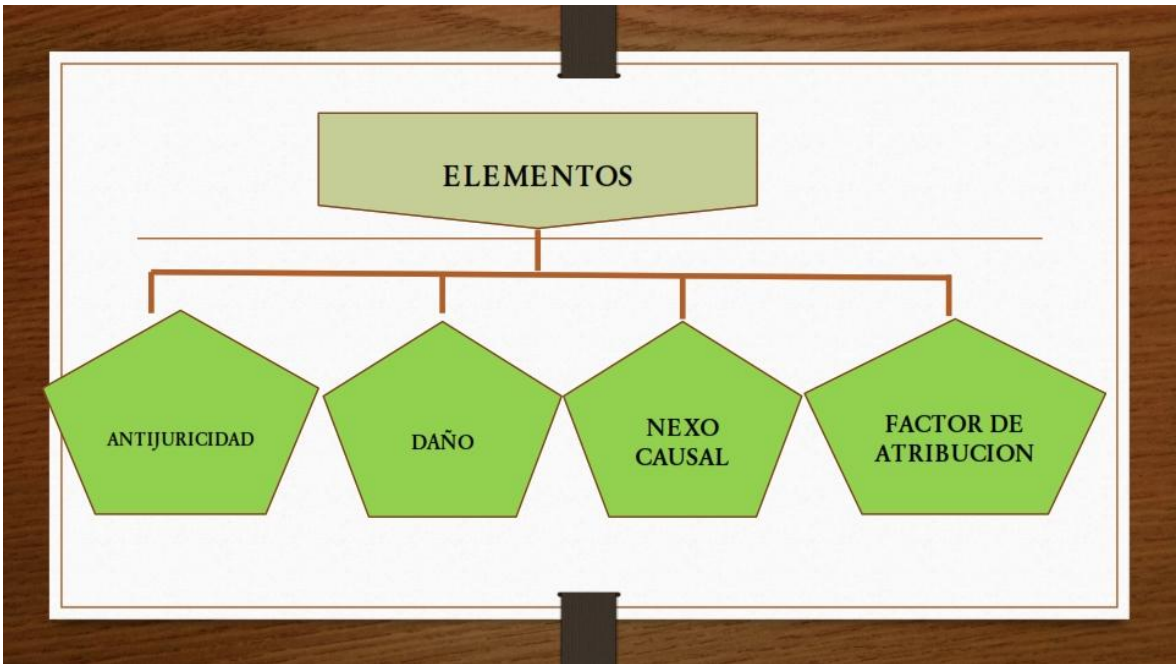 ELEMENTOS
ANTIJURICIDAD
DAÑO
NEXO
CAUSAL
FACTOR DE
ATRIBUCION